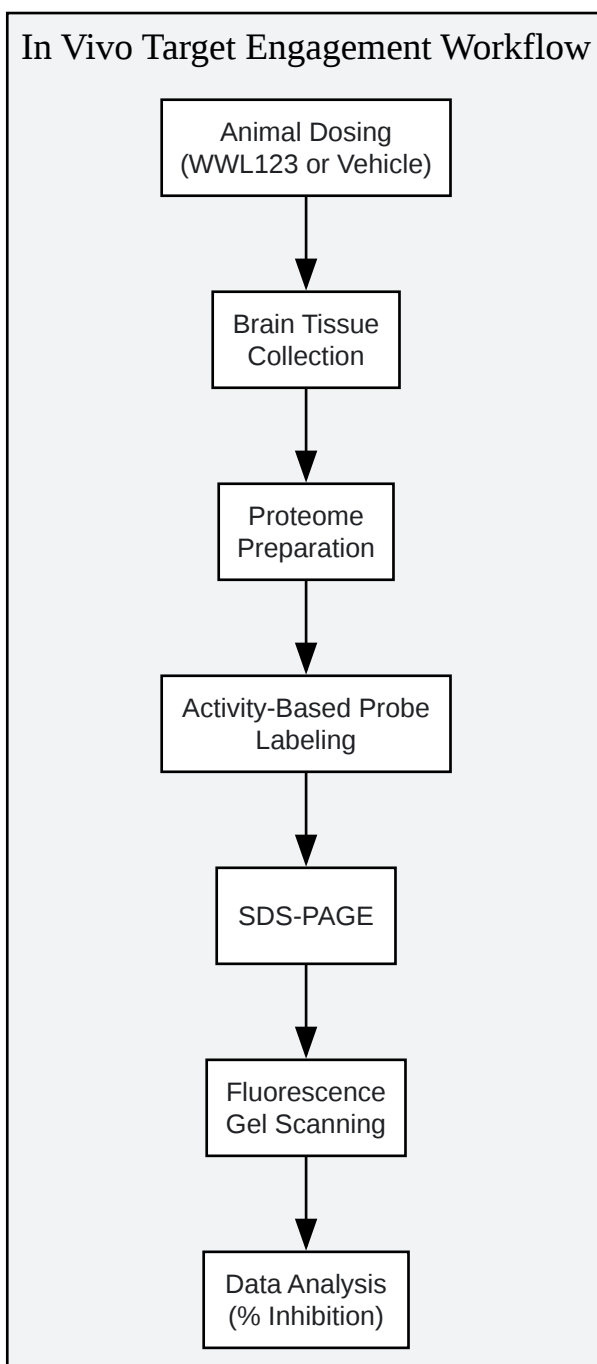 In Vivo Target Engagement Workflow
Animal Dosing
(WWL123 or Vehicle)
Brain Tissue
Collection
Proteome
Preparation
Activity-Based Probe
Labeling
SDS-PAGE
Fluorescence
Gel Scanning
Data Analysis
(% Inhibition)